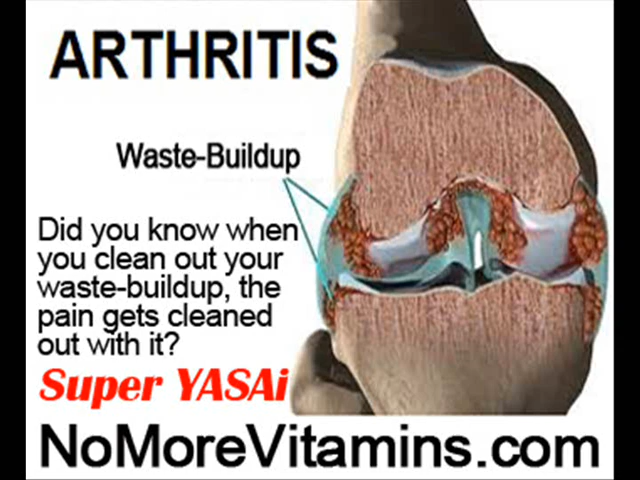 ARTHRITIS
Waste-Buildup
Did you know when
you clean out your
waste-buildup, the
pain gets cleaned
out with it?
Super YASAi
NoMoreVitamins.com